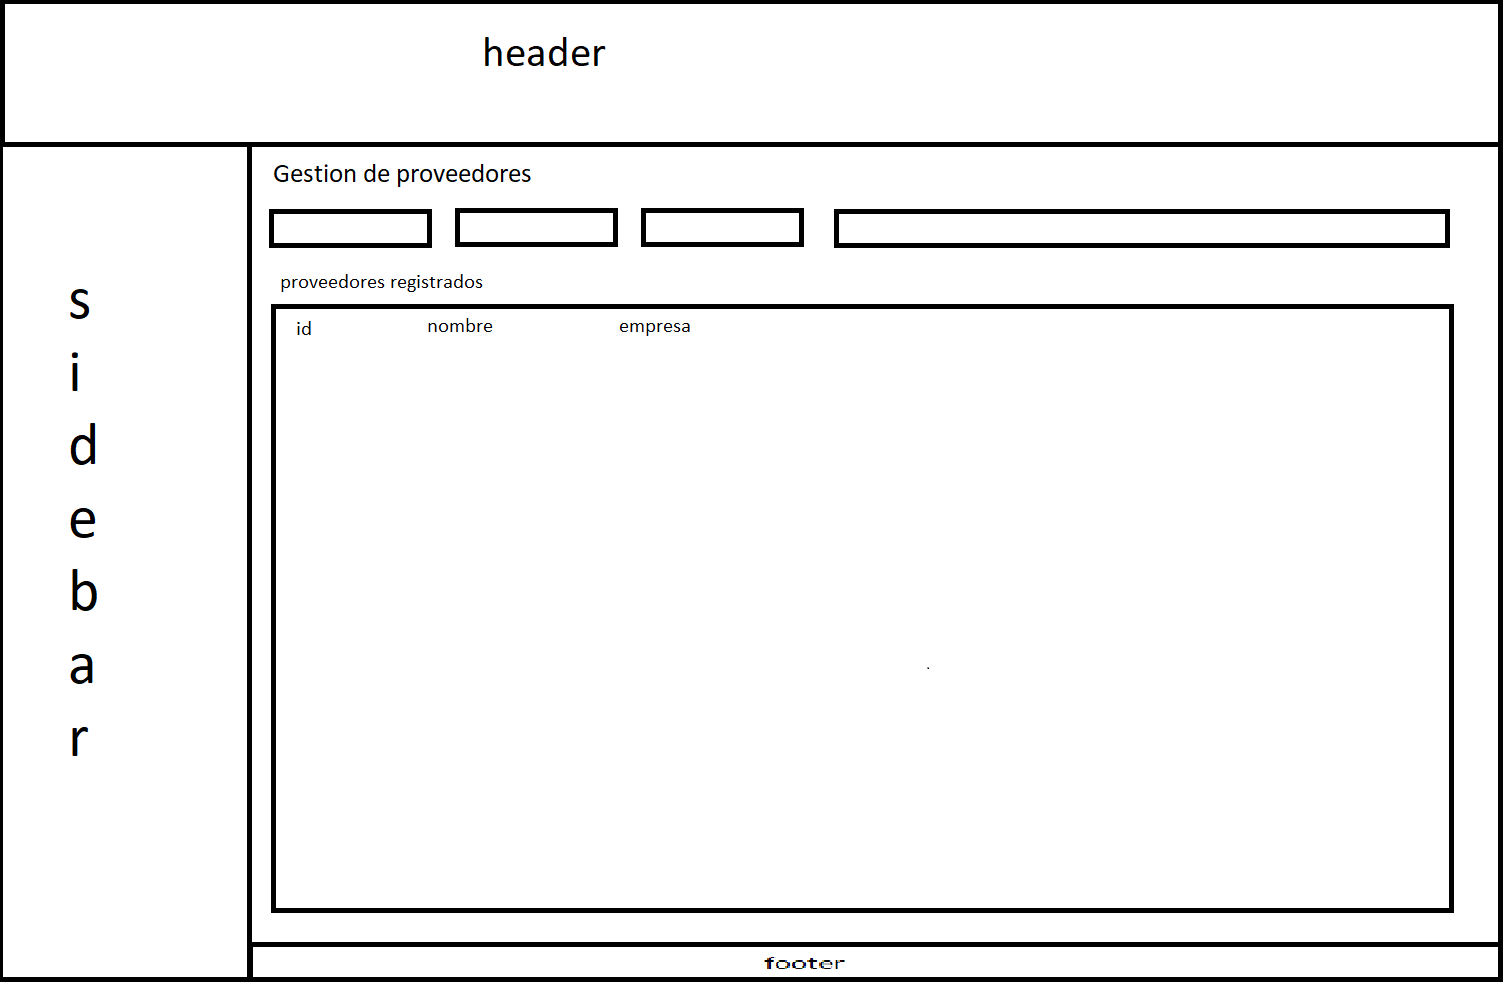 header
Gestion de proveedores
proveedores registrados
id nombre empresa
s
i
d
e
b
a
r
footer